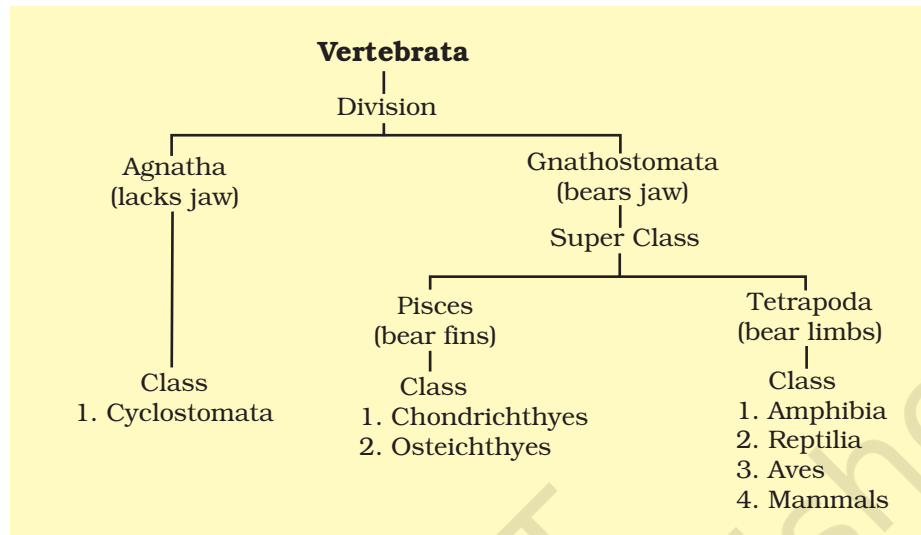 Vertebrata
Division
Agnatha
(lacks jaw)
Gnathostomata
(bears jaw)
Super Class
Pisces
(bear fins)
Tetrapoda
(bear limbs)
Class
1. Cyclostomata
Class
1. Chondrichthyes
2. Osteichthyes
Class
1. Amphibia
2. Reptilia
3. Aves
4. Mammals